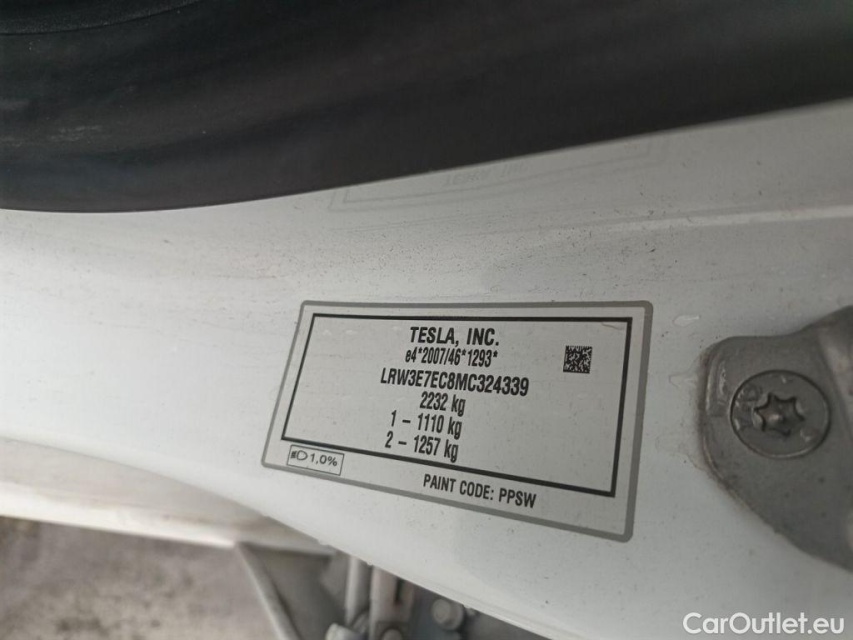 TESLA, INC.
e4*2007/46*1293*
LRW3E7EC8MC324339
2232 kg
1 - 1110 kg
2 - 1257 kg
1.0%
PAINT CODE: PPSW
CarOutlet.eu